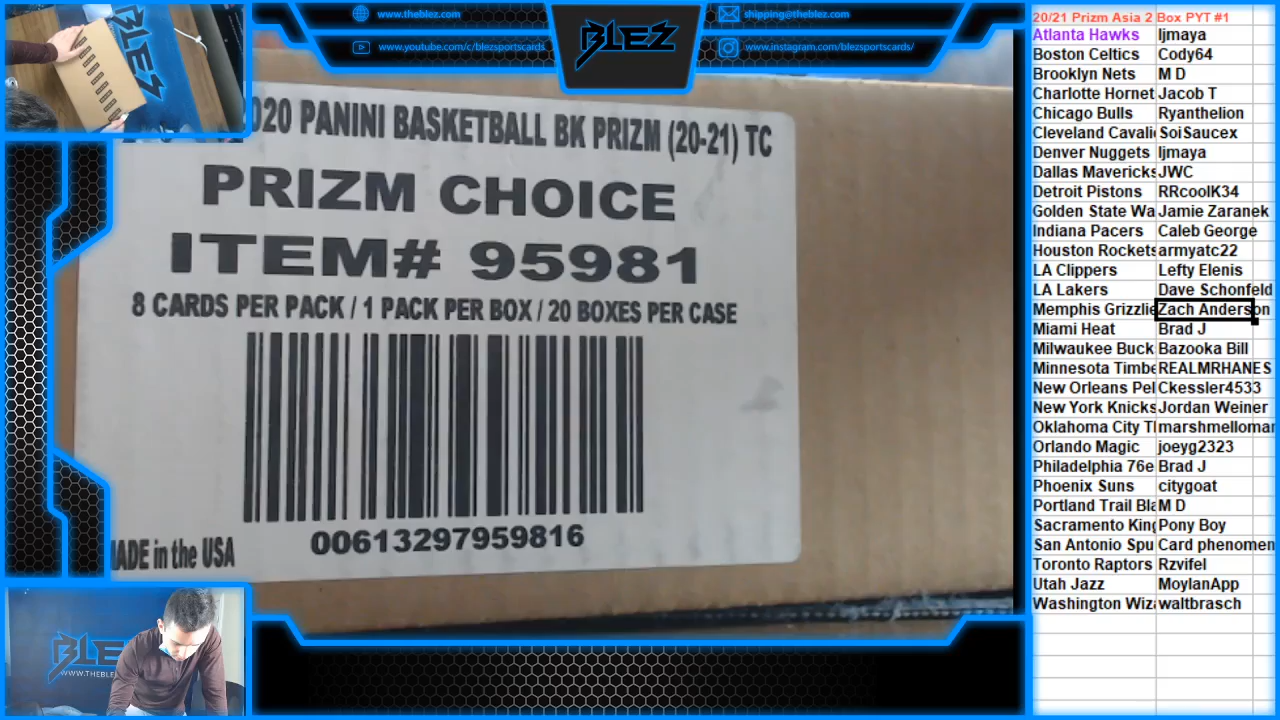 www.theblez.com
www.youtube.com/c/blezsportscards
BLEZ
shipping@theblez.com
www.instagram.com/blezsportscards/
BLEZ
020 PANINI BASKETBALL BK PRIZM (20-21) TC
PRIZM CHOICE
ITEM# 95981
8 CARDS PER PACK / 1 PACK PER BOX / 20 BOXES PER CASE
00613297959816
MADE in the USA
BLEZ
WWW.THEBLEZ
20/21 Prizm Asia 2 Box PYT #1
Atlanta Hawks ljmaya
Boston Celtics Cody64
Brooklyn Nets M D
Charlotte Hornet Jacob T
Chicago Bulls Ryanthelion
Cleveland Cavali SoiSaucex
Denver Nuggets ljmaya
Dallas Mavericks JWC
Detroit Pistons RRcoolK34
Golden State Wa Jamie Zaranek
Indiana Pacers Caleb George
Houston Rockets armyatc22
LA Clippers Lefty Elenis
LA Lakers Dave Schonfeld
Memphis Grizzlie Zach Anderson
Miami Heat Brad J
Milwaukee Buck Bazooka Bill
Minnesota Timbe REALMRHANES
New Orleans Pel Ckessler4533
New York Knicks Jordan Weiner
Oklahoma City T marshmelloman
Orlando Magic joeyg2323
Philadelphia 76e Brad J
Phoenix Suns citygoat
Portland Trail Bla M D
Sacramento King Pony Boy
San Antonio Spu Card phenomen
Toronto Raptors Rzvifel
Utah Jazz MoylanApp
Washington Wiza waltbrasch